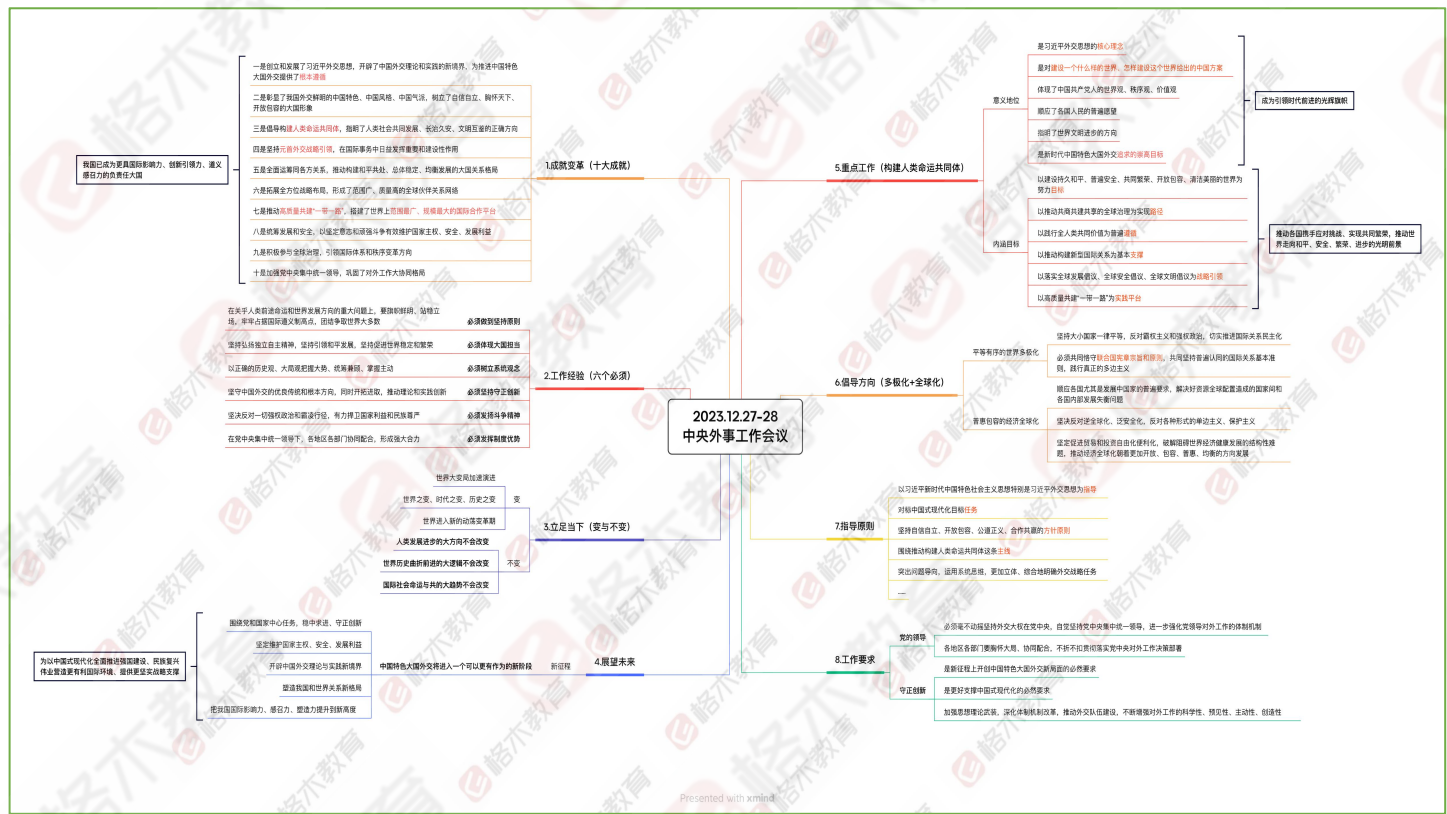 2023.12.27-28
中央外事工作会议
1.成就变革（十大成就）
一是创立和发展了习近平外交思想，开辟了中国外交理论和实践的新境界，为推进中国特色
大国外交提供了根本遵循
二是彰显了我国外交鲜明的中国特色、中国风格、中国气派，树立了自信自立、胸怀天下、
开放包容的大国形象
三是倡导构建人类命运共同体，指明了人类社会共同发展、长治久安、文明互鉴的正确方向
四是坚持元首外交战略引领，在国际事务中日益发挥重要和建设性作用
五是全面运筹同各方关系，推动构建和平共处、总体稳定、均衡发展的大国关系格局
六是拓展全方位战略布局，形成了范围广、质量高的全球伙伴关系网络
七是推动高质量共建“一带一路”，搭建了世界上范围最广、规模最大的国际合作平台
八是统筹发展和安全，以坚定意志和顽强斗争有效维护国家主权、安全、发展利益
九是积极参与全球治理，引领国际体系和秩序变革方向
十是加强党中央集中统一领导，巩固了对外工作大协同格局
我国已成为更具国际影响力、创新引领力、道义
感召力的负责任大国
2.工作经验（六个必须）
在关乎人类前途命运和世界发展方向的重大问题上，要旗帜鲜明、站稳立
场，牢牢占据国际道义制高点，团结争取世界大多数
必须做到坚持原则
坚持弘扬独立自主精神，坚持引领和平发展，坚持促进世界稳定和繁荣 必须体现大国担当
以正确的历史观、大局观把握大势、统筹兼顾、掌握主动 必须树立系统观念
坚守中国外交的优良传统和根本方向，同时开拓进取，推动理论和实践创新 必须坚持守正创新
坚决反对一切强权政治和霸凌行径，有力捍卫国家利益和民族尊严 必须发扬斗争精神
在党中央集中统一领导下，各地区各部门协同配合，形成强大合力 必须发挥制度优势
3.立足当下（变与不变）
变
世界大变局加速演进
世界之变、时代之变、历史之变
世界进入新的动荡变革期
不变
人类发展进步的大方向不会改变
世界历史曲折前进的大逻辑不会改变
国际社会命运与共的大趋势不会改变
4.展望未来
新征程
中国特色大国外交将进入一个可以更有作为的新阶段
围绕党和国家中心任务，稳中求进、守正创新
坚定维护国家主权、安全、发展利益
开辟中国外交理论与实践新境界
塑造我国和世界关系新格局
把我国国际影响力、感召力、塑造力提升到新高度
为以中国式现代化全面推进强国建设、民族复兴
伟业营造更有利国际环境、提供更坚实战略支撑
5.重点工作（构建人类命运共同体）
意义地位
是习近平外交思想的核心理念
是对建设一个什么样的世界、怎样建设这个世界给出的中国方案
体现了中国共产党人的世界观、秩序观、价值观
顺应了各国人民的普遍愿望
指明了世界文明进步的方向
是新时代中国特色大国外交追求的崇高目标
成为引领时代前进的光辉旗帜
内涵目标
以建设持久和平、普遍安全、共同繁荣、开放包容、清洁美丽的世界为
努力目标
以推动共商共建共享的全球治理为实现路径
以践行全人类共同价值为普遍遵循
以推动构建新型国际关系为基本支撑
以落实全球发展倡议、全球安全倡议、全球文明倡议为战略引领
以高质量共建“一带一路”为实践平台
推动各国携手应对挑战、实现共同繁荣，推动世
界走向和平、安全、繁荣、进步的光明前景
6.倡导方向（多极化+全球化）
平等有序的世界多极化
坚持大小国家一律平等，反对霸权主义和强权政治，切实推进国际关系民主化
必须共同恪守联合国宪章宗旨和原则，共同坚持普遍认同的国际关系基本准
则，践行真正的多边主义
普惠包容的经济全球化
顺应各国尤其是发展中国家的普遍要求，解决好资源全球配置造成的国家间和
各国内部发展失衡问题
坚决反对逆全球化、泛安全化，反对各种形式的单边主义、保护主义
坚定促进贸易和投资自由化便利化，破解阻碍世界经济健康发展的结构性难
题，推动经济全球化朝着更加开放、包容、普惠、均衡的方向发展
7.指导原则
以习近平新时代中国特色社会主义思想特别是习近平外交思想为指导
对标中国式现代化目标任务
坚持自信自立、开放包容、公道正义、合作共赢的方针原则
围绕推动构建人类命运共同体这条主线
突出问题导向，运用系统思维，更加立体、综合地明确外交战略任务
......
8.工作要求
党的领导
必须毫不动摇坚持外交大权在党中央，自觉坚持党中央集中统一领导，进一步强化党领导对外工作的体制机制
各地区各部门要胸怀大局、协同配合，不折不扣贯彻落实党中央对外工作决策部署
守正创新
是新征程上开创中国特色大国外交新局面的必然要求
是更好支撑中国式现代化的必然要求
加强思想理论武装，深化体制机制改革，推动外交队伍建设，不断增强对外工作的科学性、预见性、主动性、创造性
Presented with xmind
格木教育